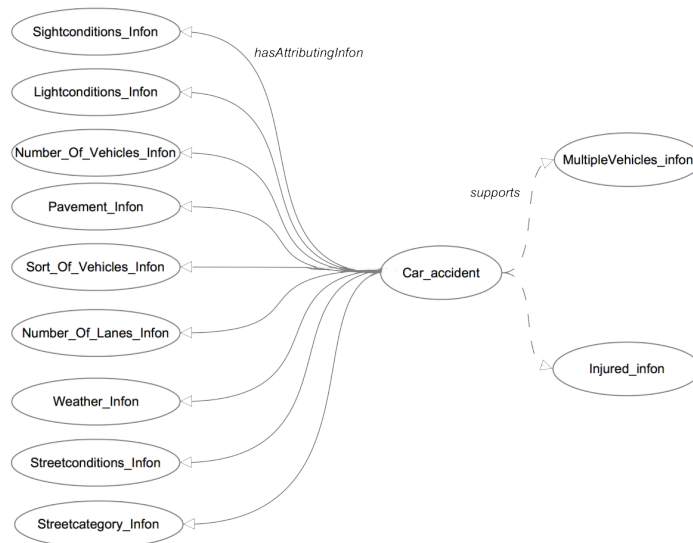 Sightconditions_Infon
hasAttributingInfon
Lightconditions_Infon
Number_Of_Vehicles_Infon
Pavement_Infon
Sort_Of_Vehicles_Infon
Number_Of_Lanes_Infon
Weather_Infon
Streetconditions_Infon
Streetcategory_Infon
Car_accident
supports
MultipleVehicles_infon
Injured_infon